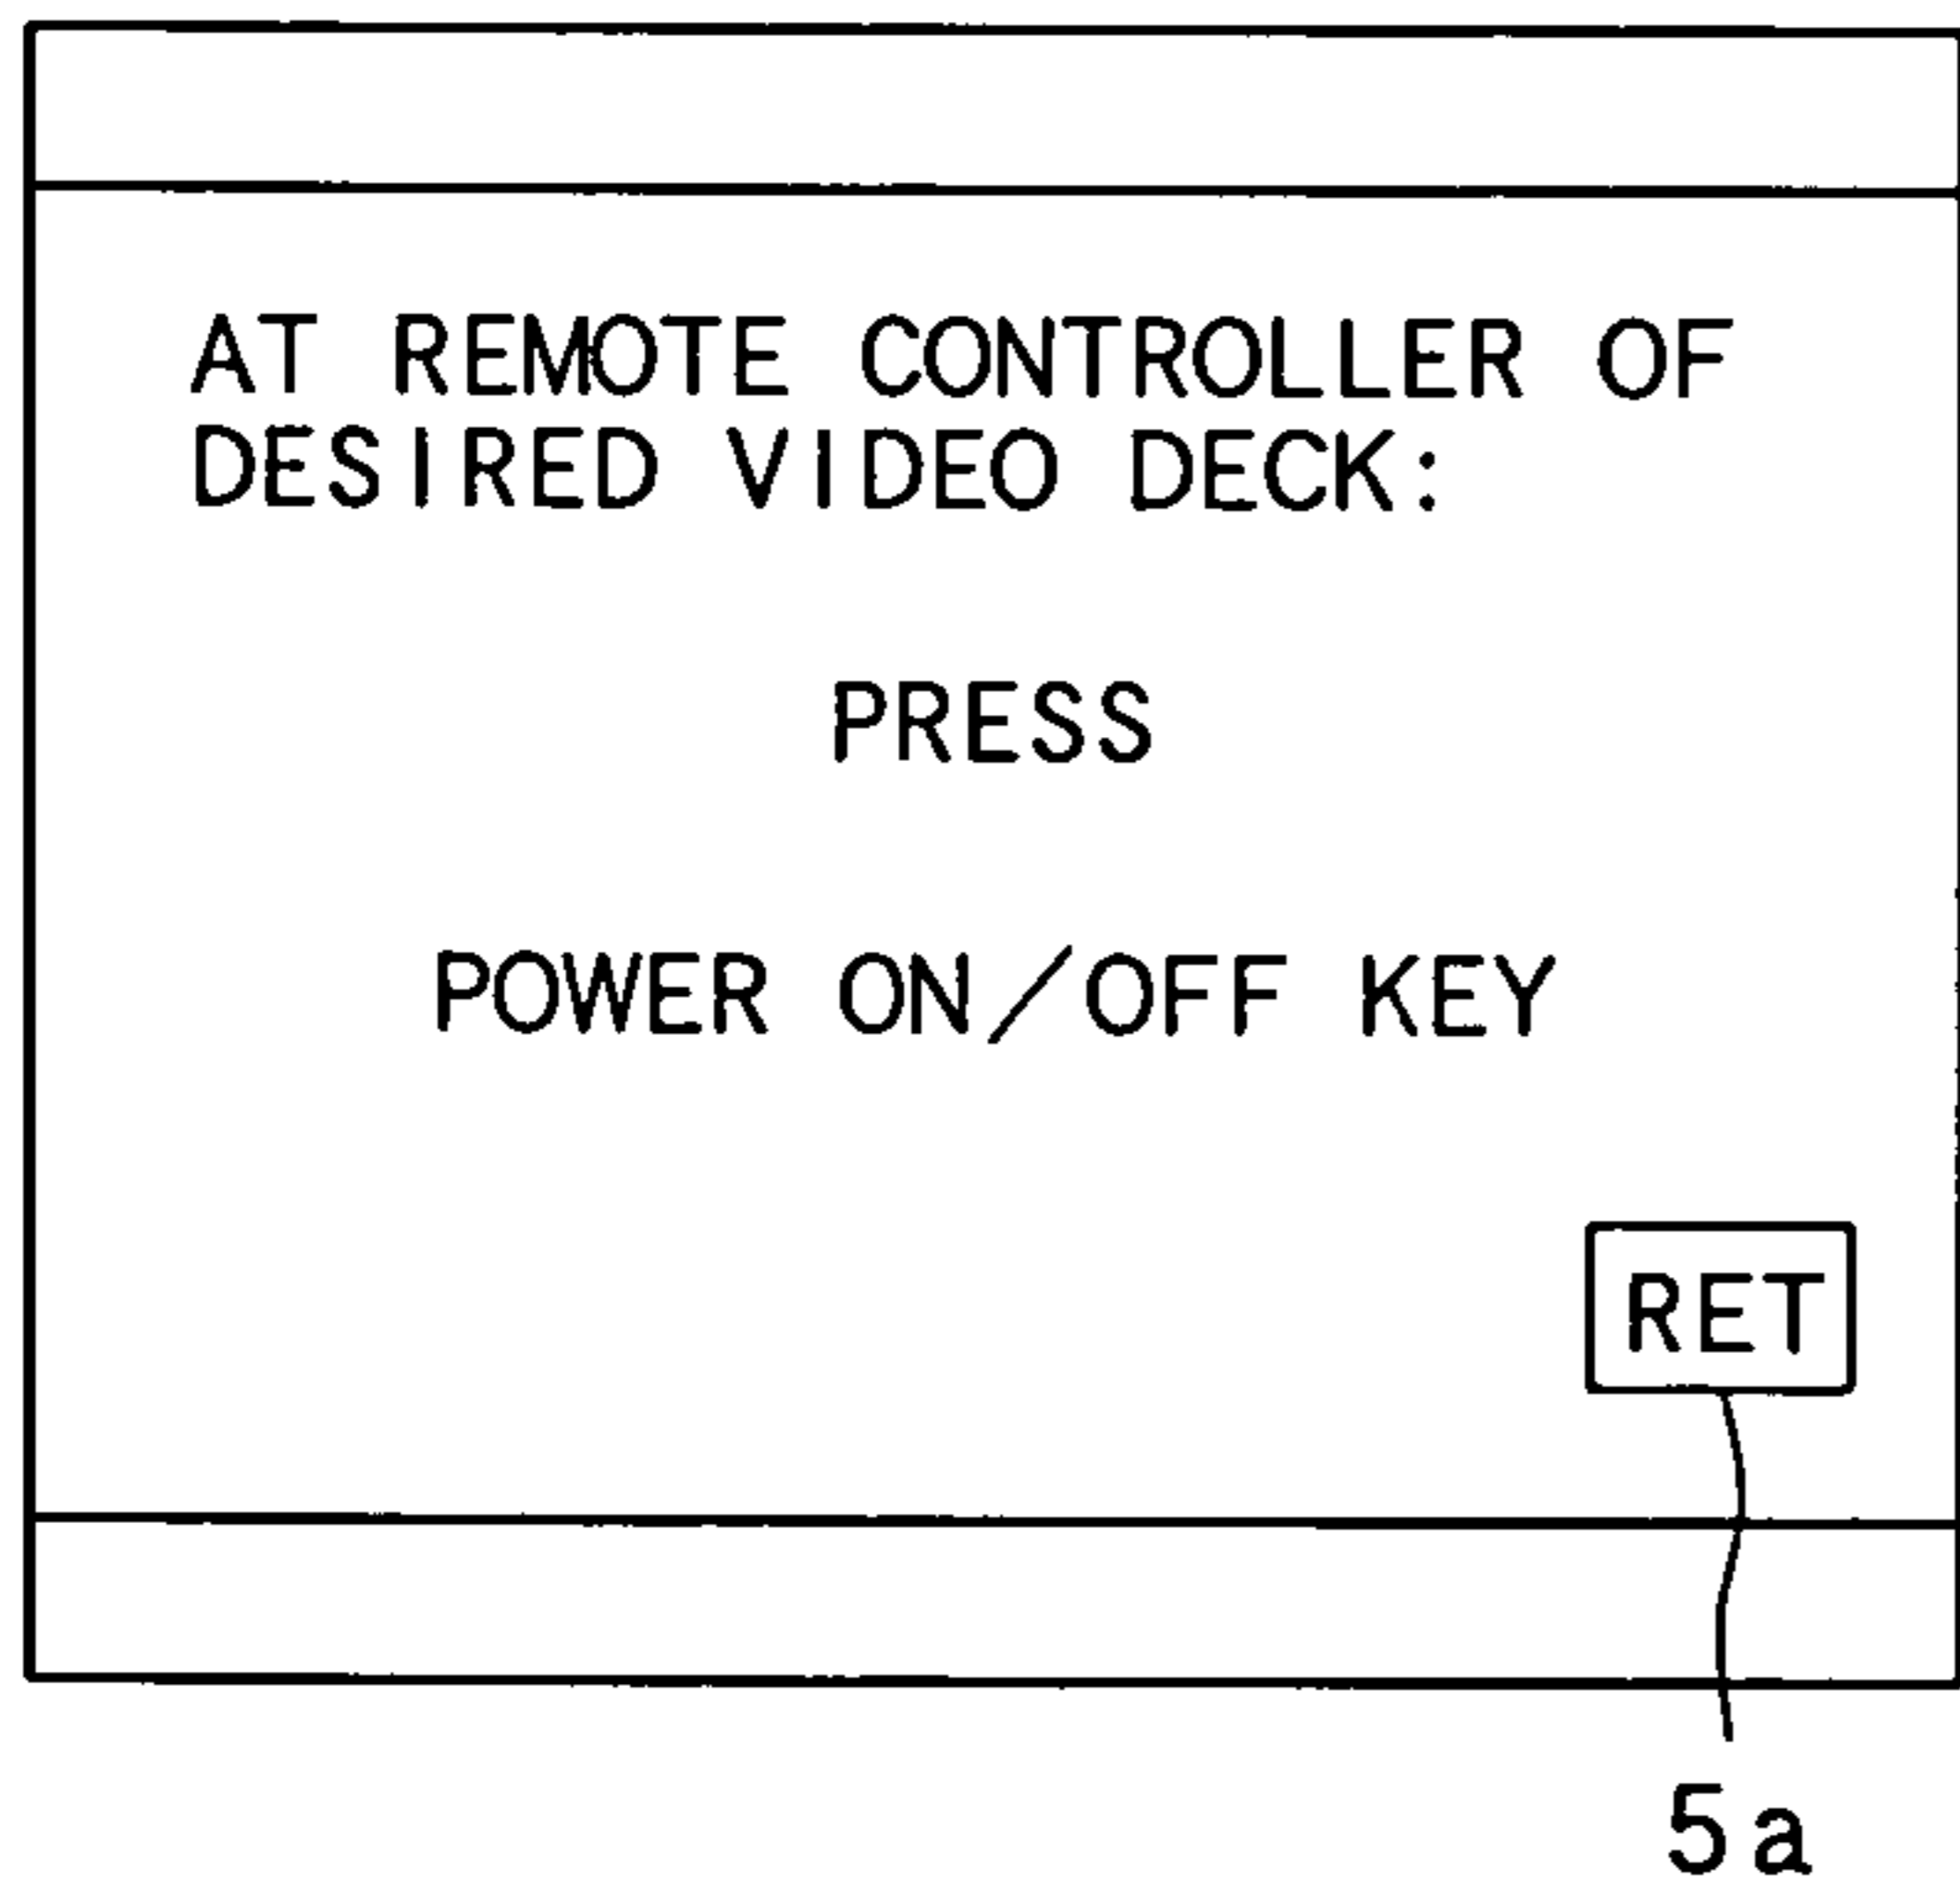 AT REMOTE CONTROLLER OF
DESIRED VIDEO DECK:
PRESS
POWER ON/OFF KEY
RET
5a